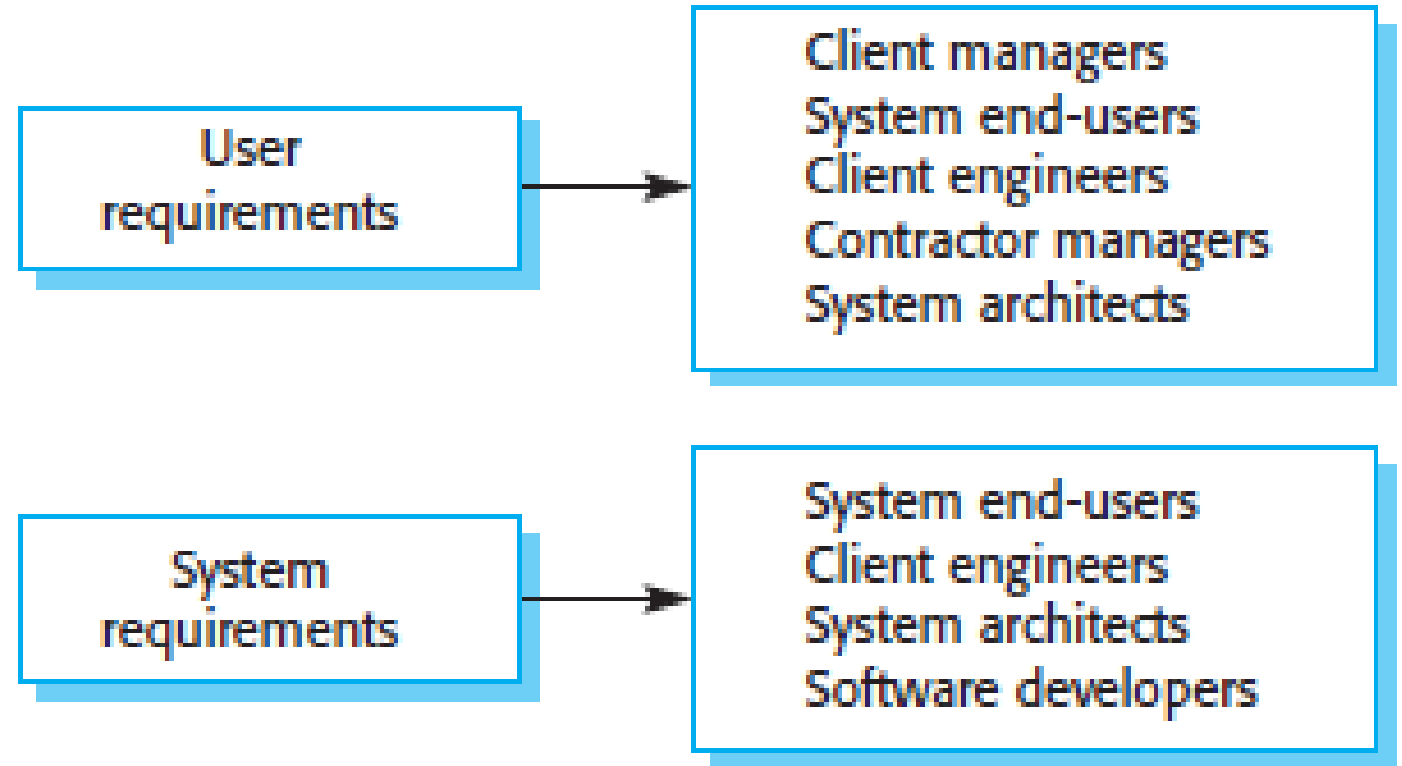 User
requirements
Client managers
System end-users
Client engineers
Contractor managers
System architects
System
requirements
System end-users
Client engineers
System architects
Software developers